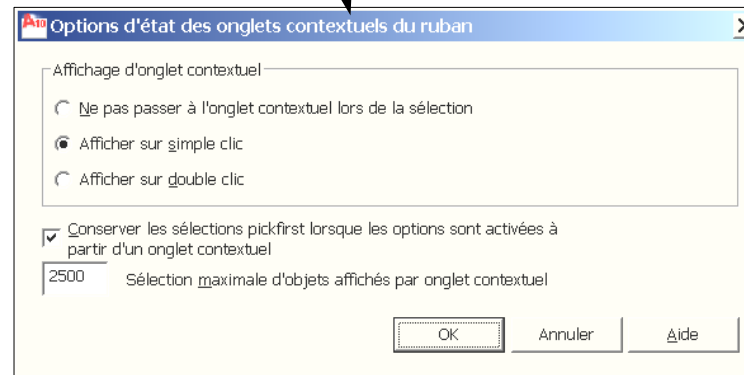 A10 Options d'état des onglets contextuels du ruban
Affichage d'onglet contextuel
Ne pas passer à l'onglet contextuel lors de la sélection
Afficher sur simple clic
Afficher sur double clic
Conserver les sélections pickfirst lorsque les options sont activées à
partir d'un onglet contextuel
2500 Sélection maximale d'objets affichés par onglet contextuel
OK Annuler Aide